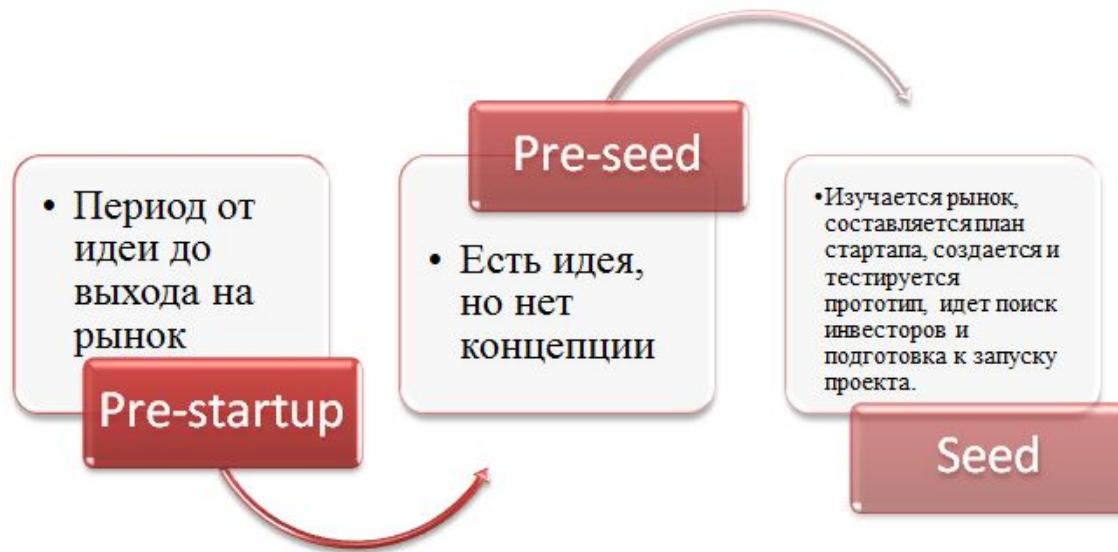 • Период от
идеи до
выхода на
рынок
Pre-startup
Pre-seed
• Есть идея,
но нет
концепции
•Изучается рынок,
составляется план
стартапа, создается и
тестируется
прототип, идет поиск
инвесторов и
подготовка к запуску
проекта.
Seed